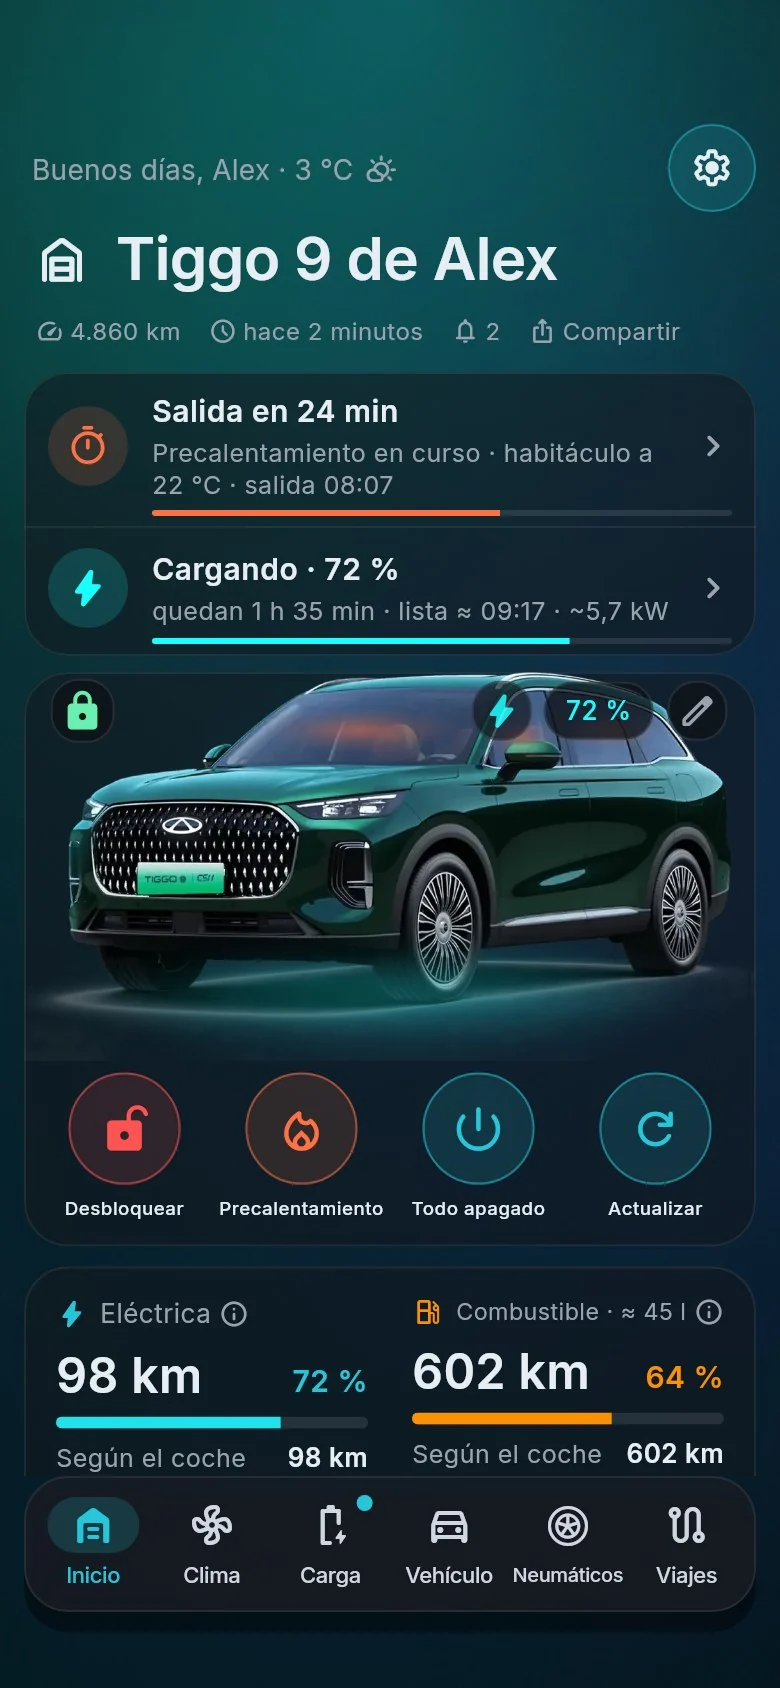 Buenos días, Alex · 3 °C
Tiggo 9 de Alex
4.860 km hace 2 minutos 2 Compartir
Salida en 24 min
Precalentamiento en curso · habitáculo a
22 °C · salida 08:07
Cargando · 72 %
quedan 1 h 35 min · lista ≈ 09:17 · ~5,7 kW
72 %
TIGGO 9 CSH
Desbloquear Precalentamiento Todo apagado Actualizar
Eléctrica Combustible · ≈ 45 l
98 km 72 % 602 km 64 %
Según el coche 98 km Según el coche 602 km
Inicio Clima Carga Vehículo Neumáticos Viajes